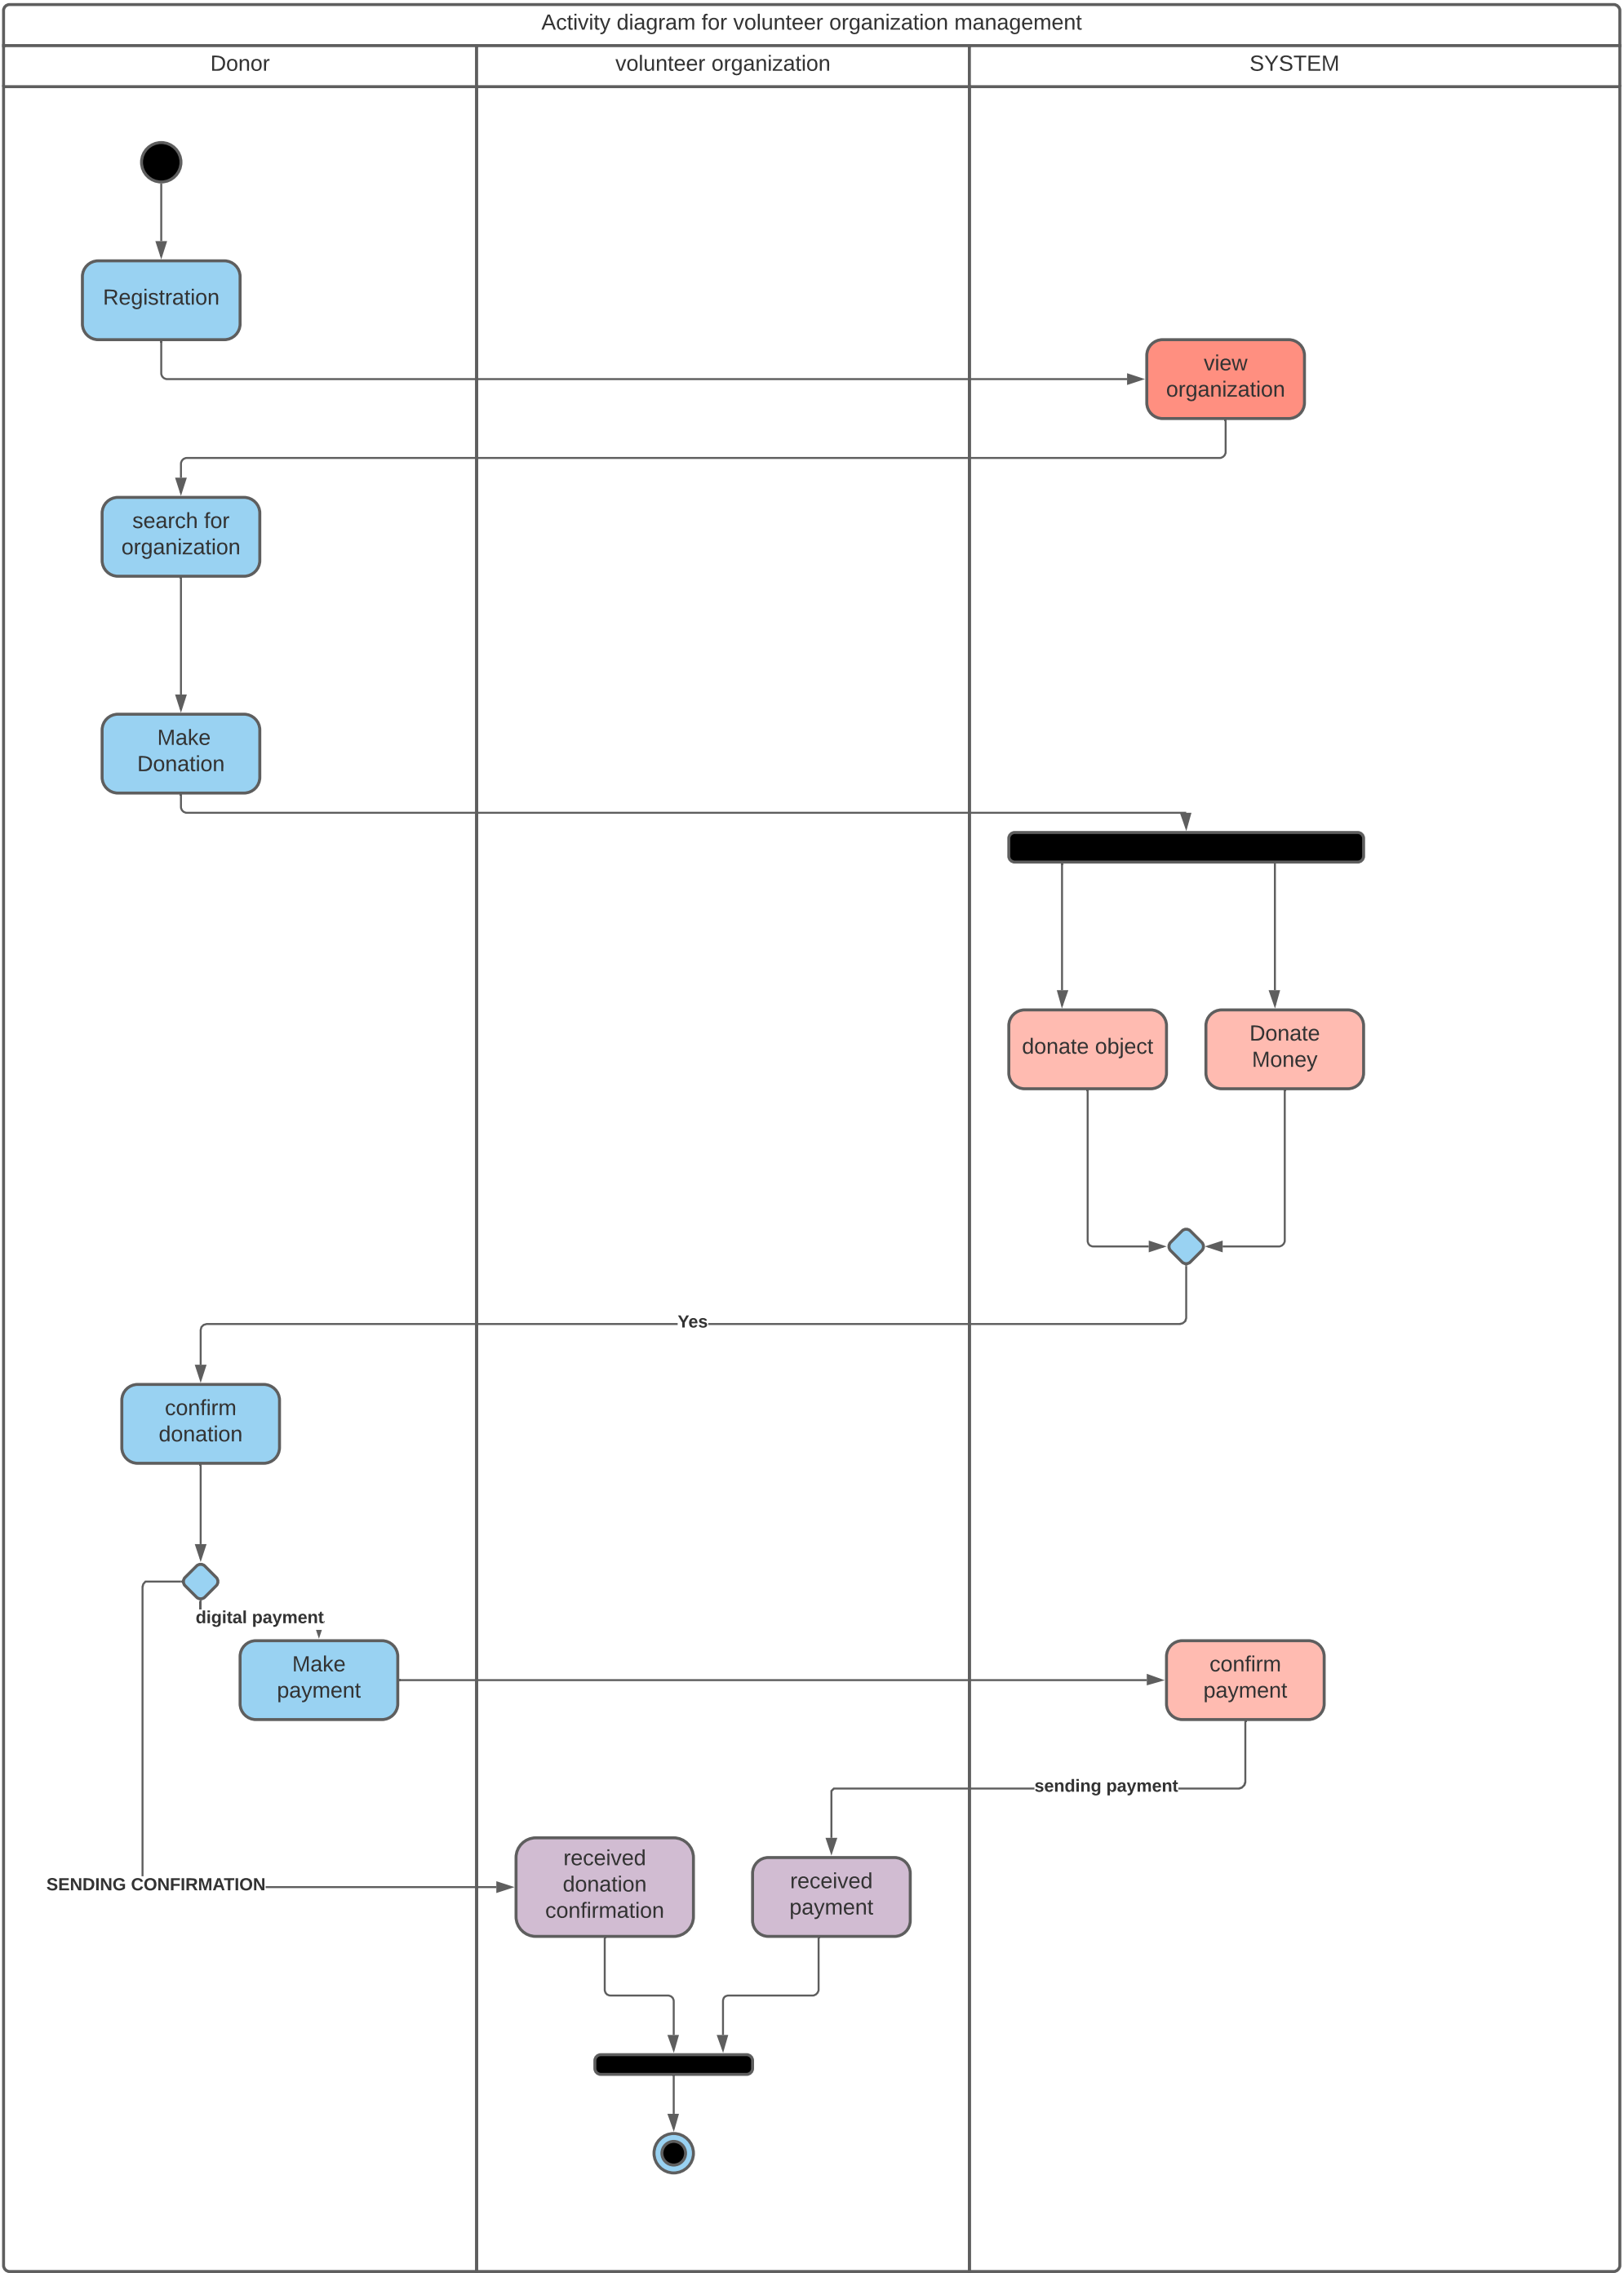 Activity diagram for volunteer organization management
Donor
volunteer organization
SYSTEM
Registration
view
organization
search for
organization
Make
Donation
donate object
Donate
Money
Yes
confirm
donation
digital payment
Make
payment
confirm
payment
sending payment
received
donation
confirmation
received
payment
SENDING CONFIRMATION